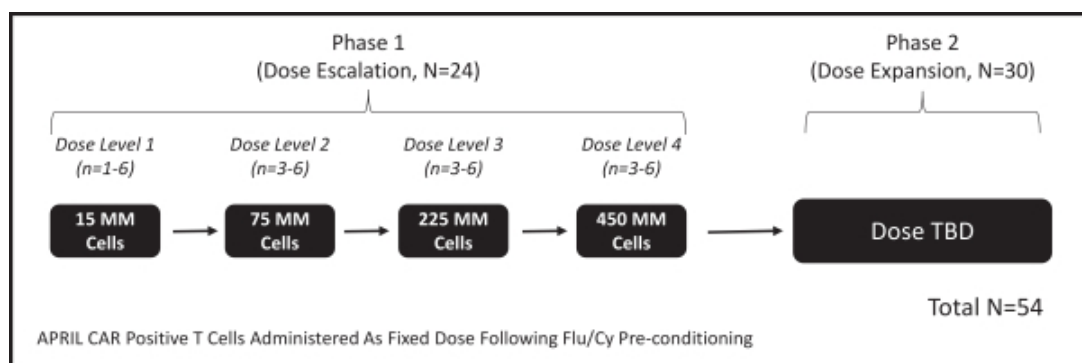 Phase 1
(Dose Escalation, N=24)
Phase 2
(Dose Expansion, N=30)
Dose Level 1
(n=1-6)
Dose Level 2
(n=3-6)
Dose Level 3
(n=3-6)
Dose Level 4
(n=3-6)
15 MM
Cells
75 MM
Cells
225 MM
Cells
450 MM
Cells
Dose TBD
Total N=54
APRIL CAR Positive T Cells Administered As Fixed Dose Following Flu/Cy Pre-conditioning